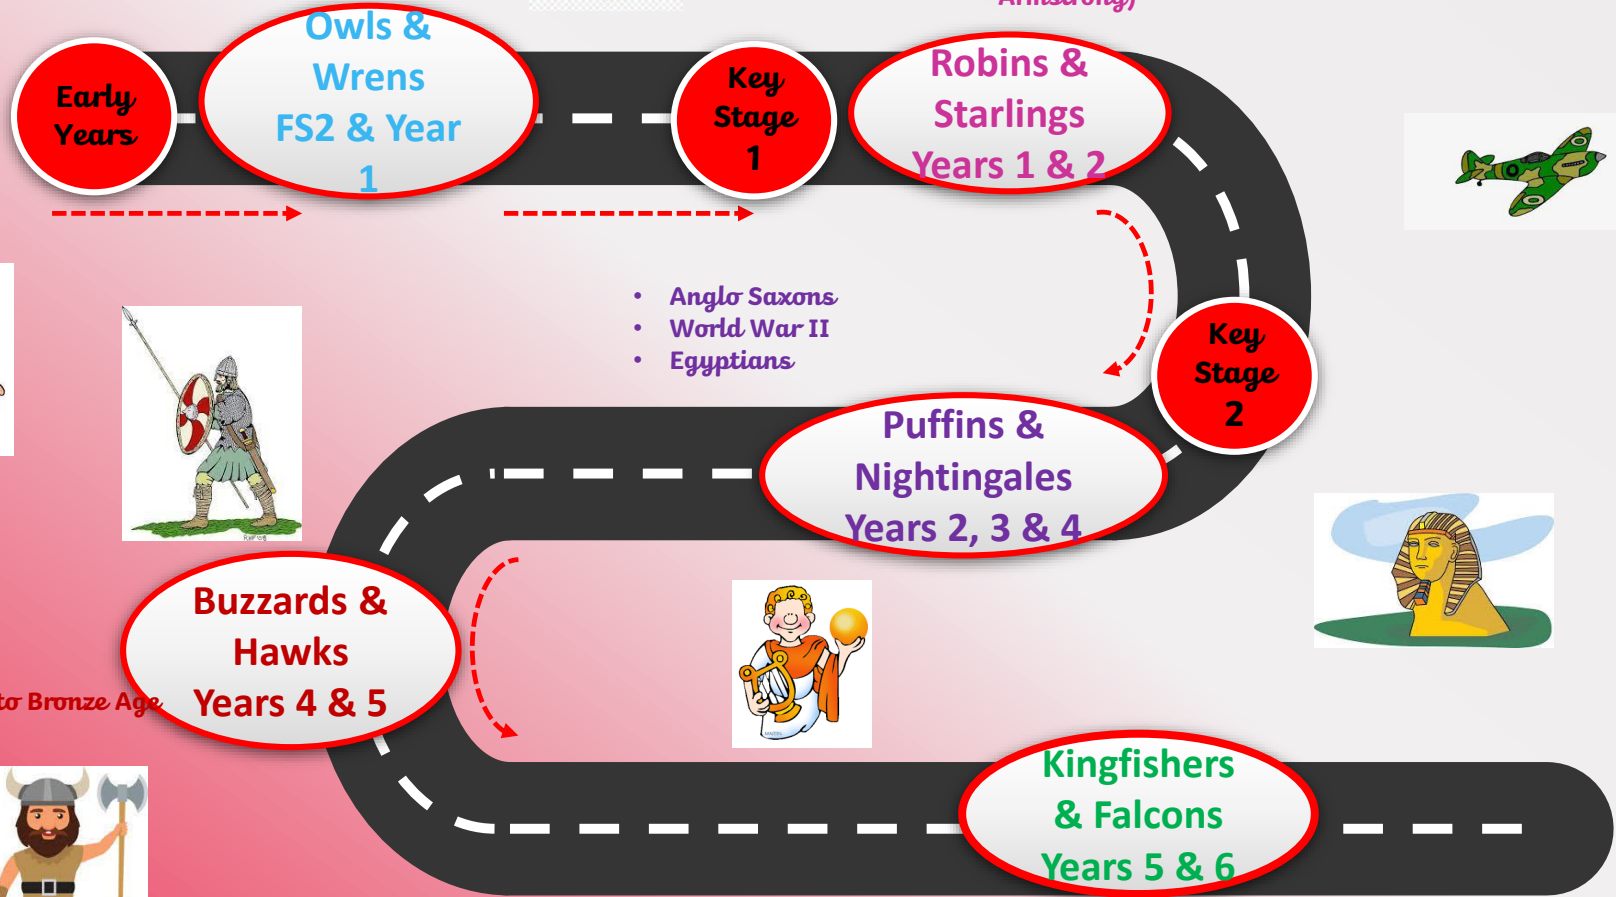 Armstrong)
Owls &
Wrens
FS2 & Year
1
Early
Years
Key
Stage
1
Robins &
Starlings
Years 1 & 2
• Anglo Saxons
• World War II
• Egyptians
Key
Stage
2
Puffins &
Nightingales
Years 2, 3 & 4
Buzzards &
Hawks
Years 4 & 5
to Bronze Age
Kingfishers
& Falcons
Years 5 & 6